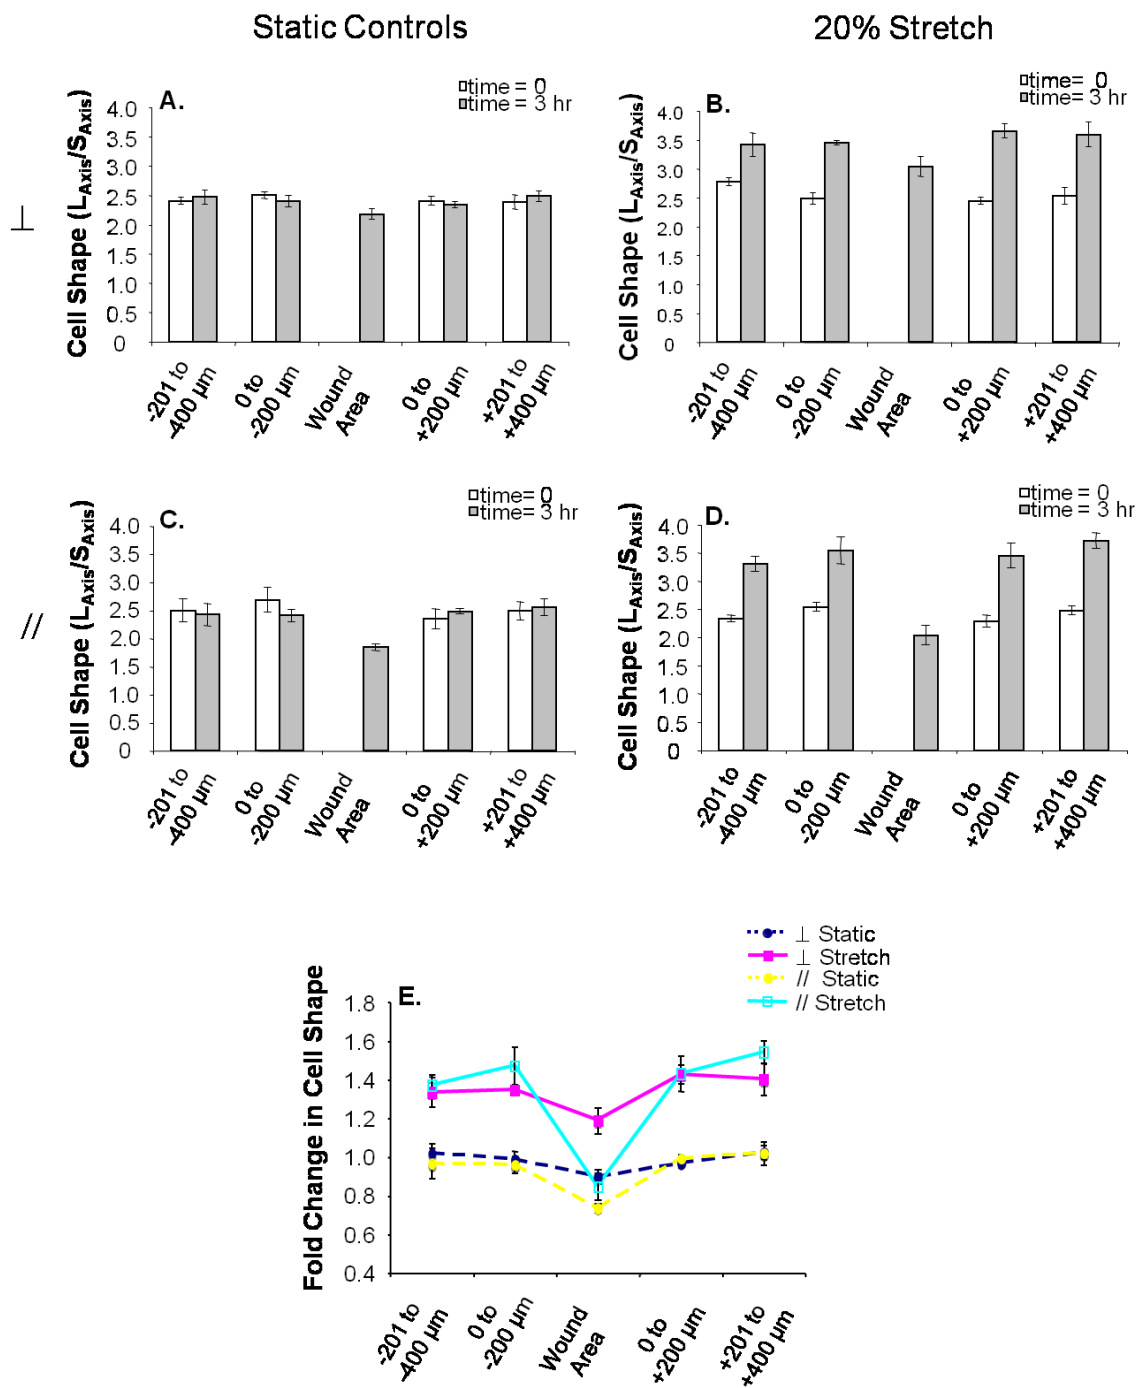 Static Controls
20% Stretch
A.
time = 0
time = 3 hr
Cell Shape (LAxis/SAxis)
4.0
3.5
3.0
2.5
2.0
1.5
1.0
0.5
0
⊥
-201 to
-400 µm
0 to
-200 µm
Wound
Area
0 to
+200 µm
+201 to
+400 µm
B.
time= 0
time= 3 hr
Cell Shape (LAxis/SAxis)
4.0
3.5
3.0
2.5
2.0
1.5
1.0
0.5
0
-201 to
-400 µm
0 to
-200 µm
Wound
Area
0 to
+200 µm
+201 to
+400 µm
C.
time= 0
time= 3 hr
Cell Shape (LAxis/SAxis)
4.0
3.5
3.0
2.5
2.0
1.5
1.0
0.5
0
//
-201 to
-400 µm
0 to
-200 µm
Wound
Area
0 to
+200 µm
+201 to
+400 µm
D.
time= 0
time= 3 hr
Cell Shape (LAxis/SAxis)
4.0
3.5
3.0
2.5
2.0
1.5
1.0
0.5
0
-201 to
-400 µm
0 to
-200 µm
Wound
Area
0 to
+200 µm
+201 to
+400 µm
⊥ Static
⊥ Stretch
// Static
// Stretch
E.
Fold Change in Cell Shape
1.8
1.6
1.4
1.2
1.0
0.8
0.6
0.4
-201 to
-400 µm
0 to
-200 µm
Wound
Area
0 to
+200 µm
+201 to
+400 µm